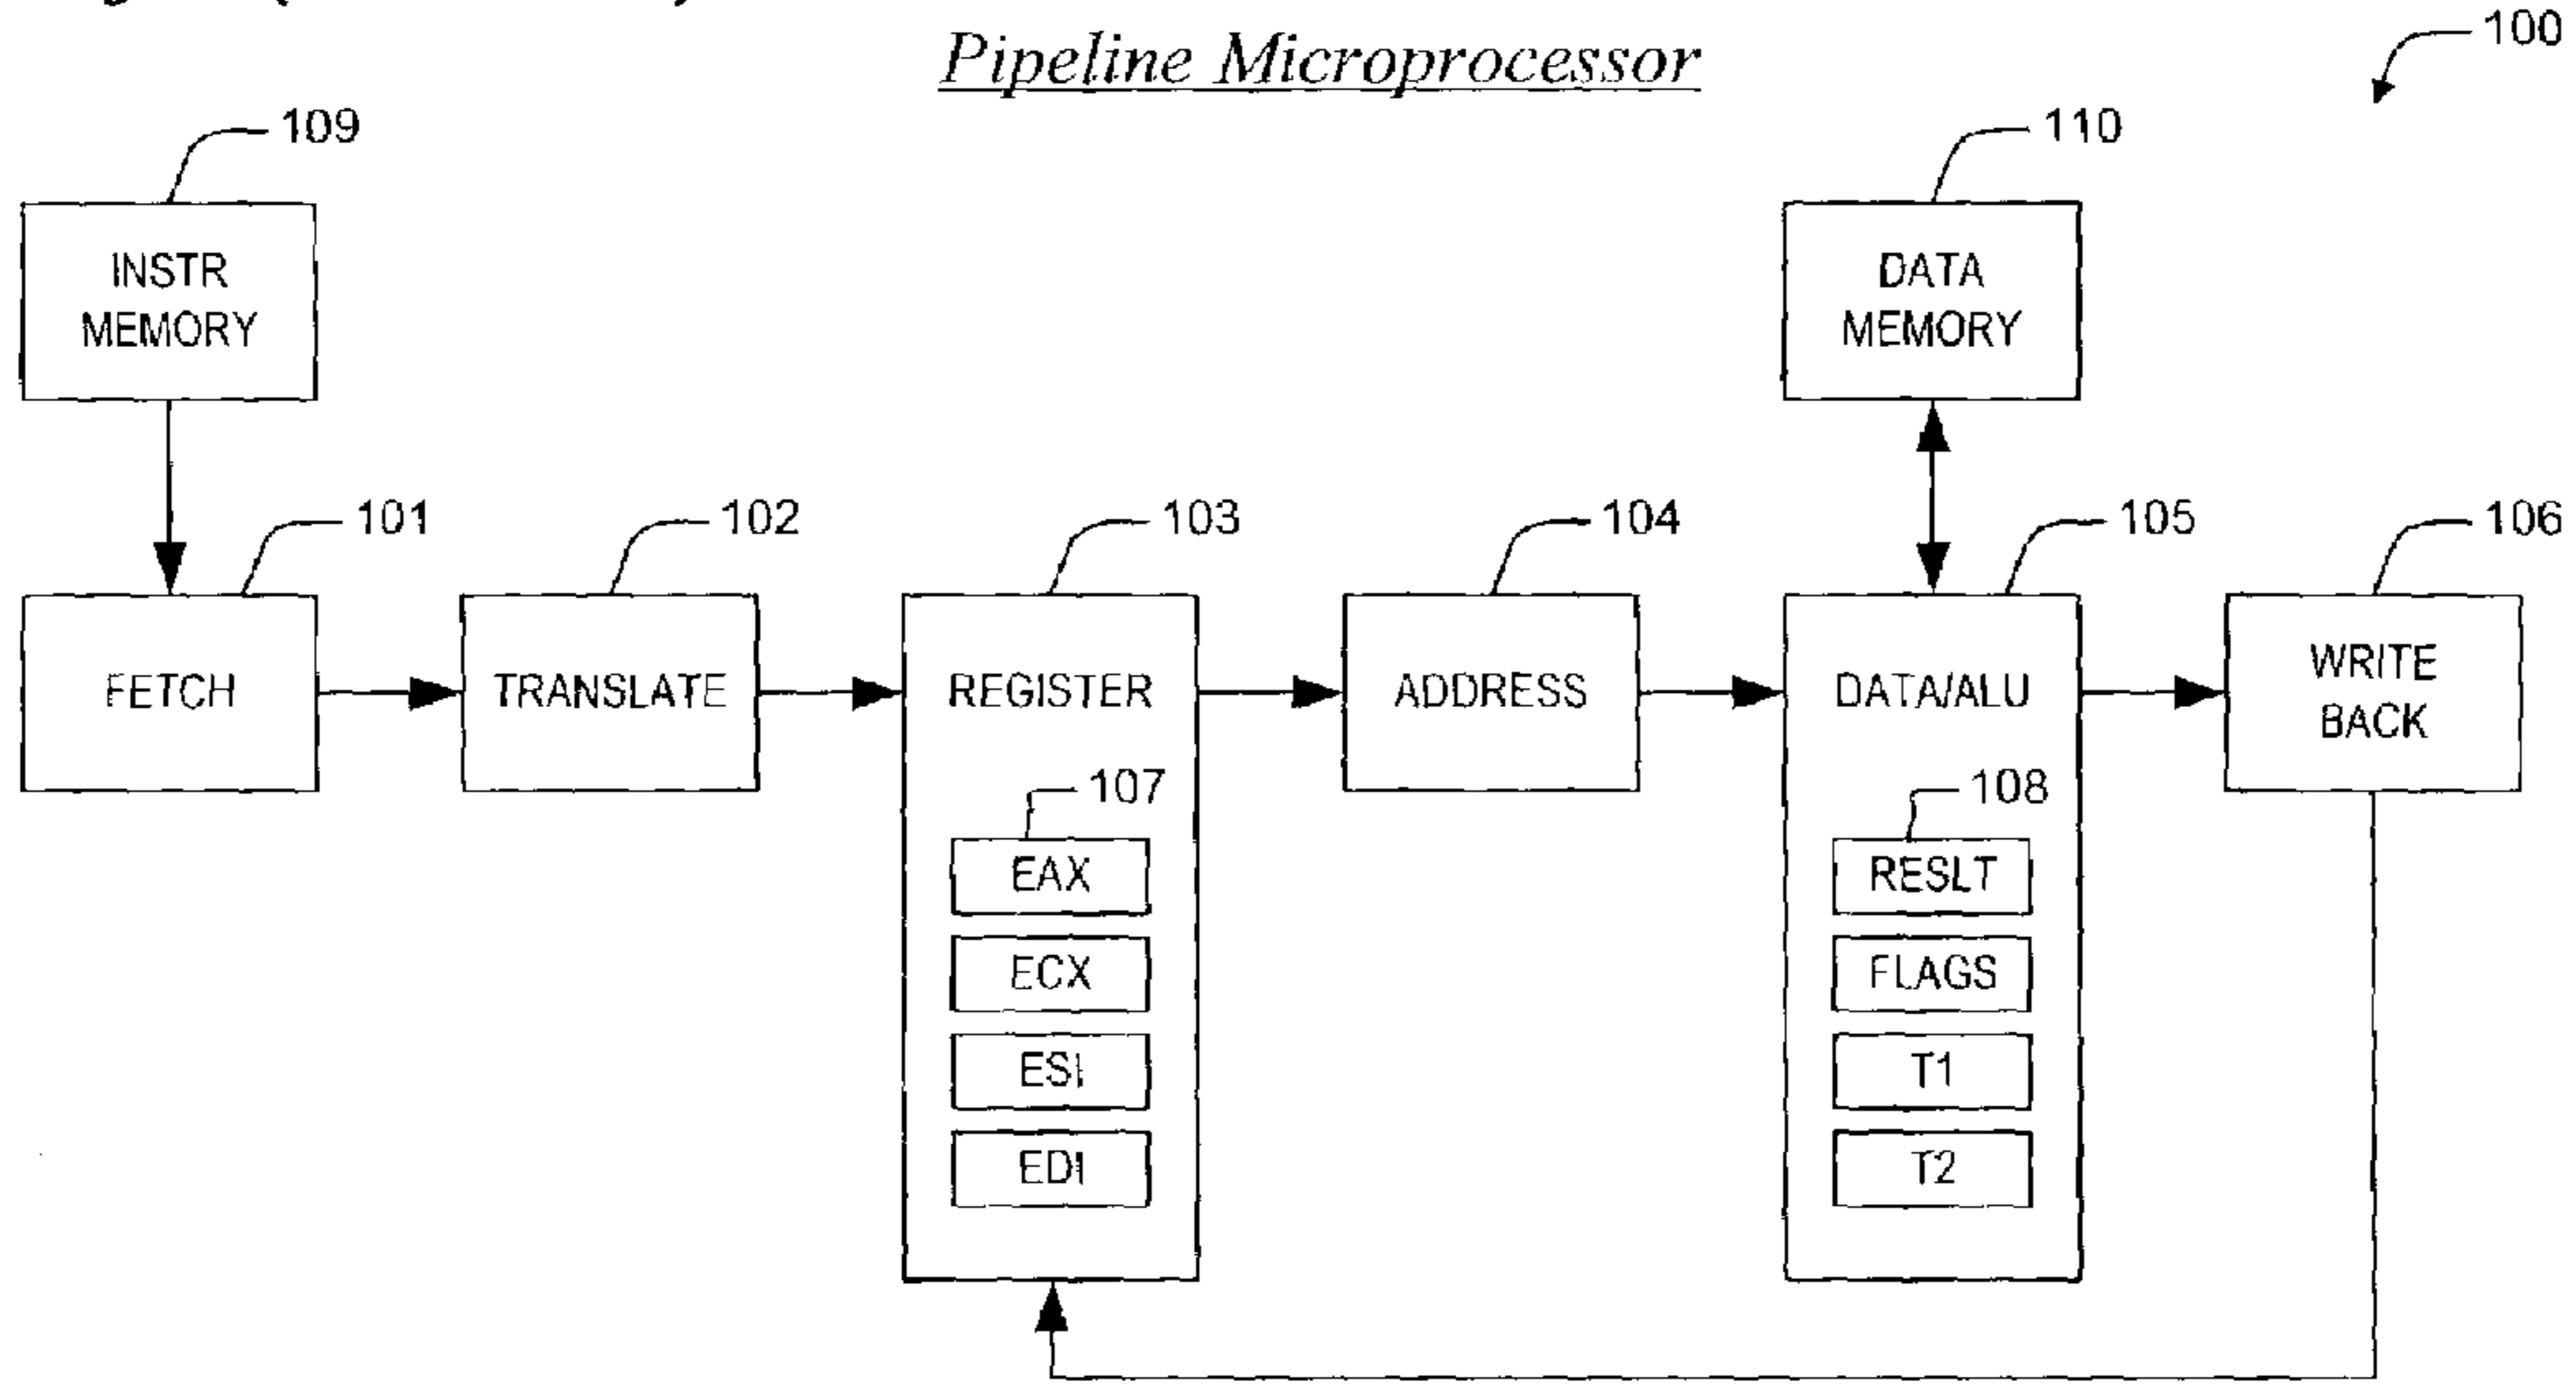 Pipeline Microprocessor
100
109
110
INSTR
MEMORY
DATA
MEMORY
101
102
103
104
105
106
FETCH
TRANSLATE
REGISTER
ADDRESS
DATA/ALU
WRITE
BACK
107
108
EAX
RESLT
ECX
FLAGS
ESI
T1
EDI
T2